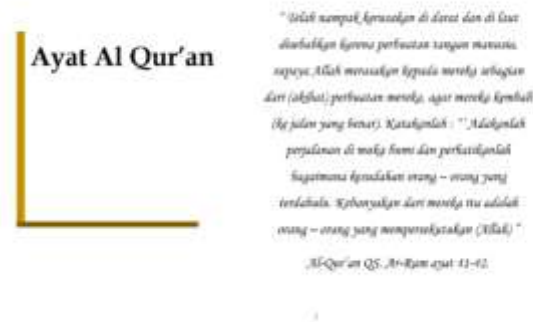 Ayat Al Qur'an
" Telah nampak kerusakan di darat dan di laut
disebabkan karena perbuatan tangan manusia,
supaya Allah merasakan kepada mereka sebagian
dari (akibat) perbuatan mereka, agar mereka kembali
(ke jalan yang benar). Katakanlah : "' Adakanlah
perjalanan di muka bumi dan perhatikanlah
bagaimana kesudahan orang – orang yang
terdahulu. Kebanyakan dari mereka itu adalah
orang – orang yang mempersekutukan (Allah) "
Al-Qur'an QS. Ar-Rum ayat 41-42.